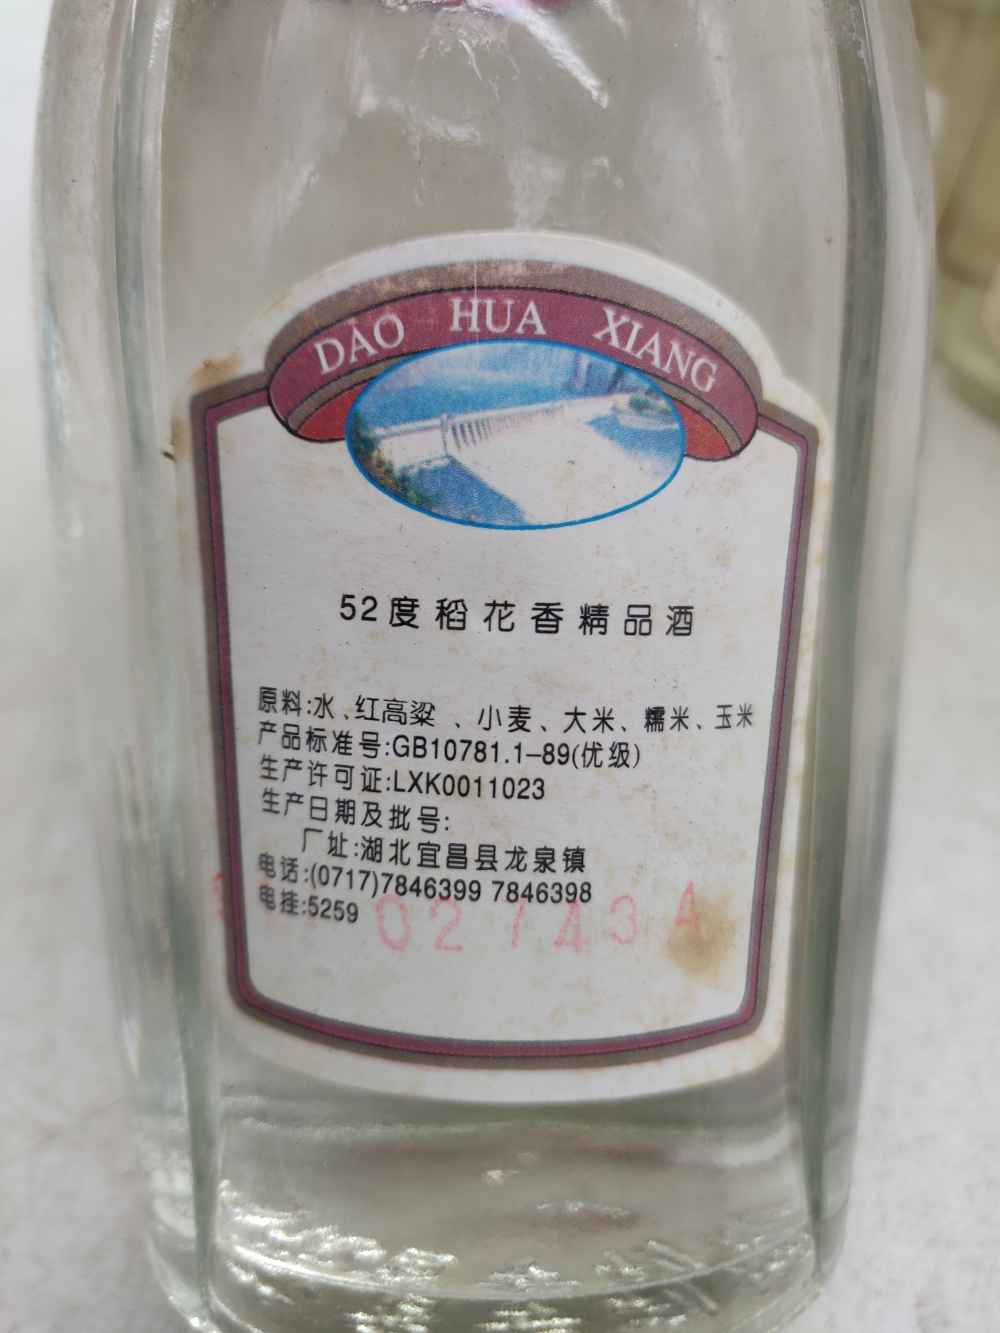 DAO HUA XIANG
52度稻花香精品酒
原料:水、红高粱、小麦、大米、糯米、玉米
产品标准号:GB10781.1-89(优级)
生产许可证:LXK0011023
生产日期及批号:
厂址:湖北宜昌县龙泉镇
电话:(0717)7846399 7846398
电挂:5259